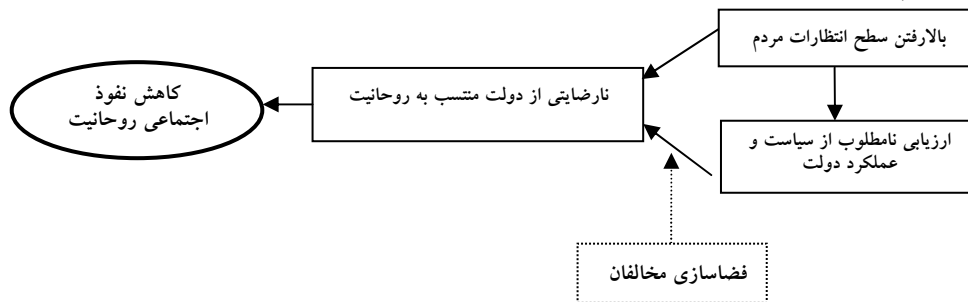 بالارفتن سطح انتظارات مردم
نارضایتی از دولت منتسب به روحانیت
کاهش نفوذ
اجتماعی روحانیت
ارزیابی نامطلوب از سیاست و
عملکرد دولت
فضاسازی مخالفان